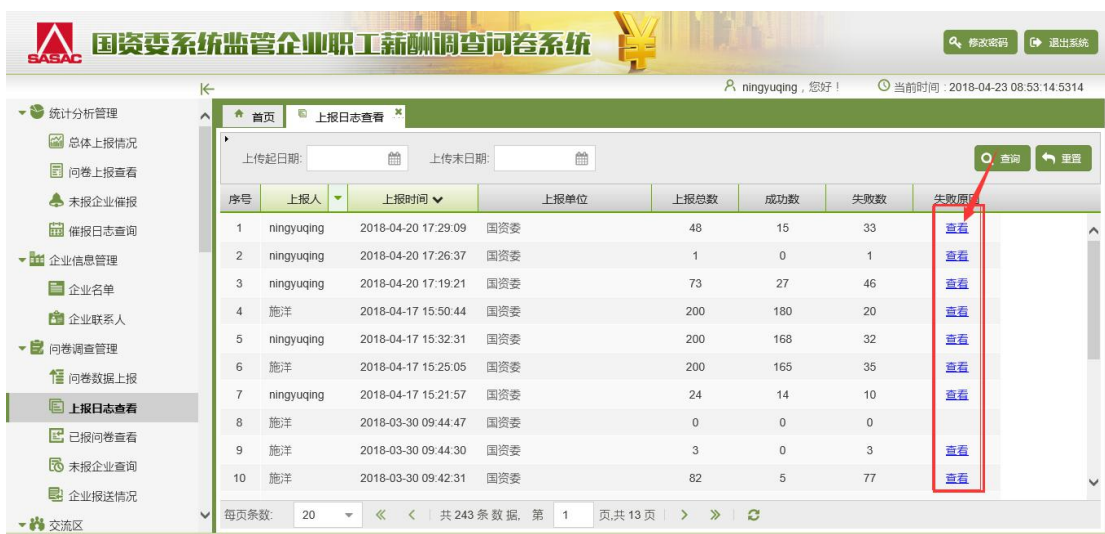 SASAC 国资委系统监管企业职工薪酬调查问卷系统 修改密码 退出系统
ningyuqing，您好！ 当前时间：2018-04-23 08:53:14:5314
统计分析管理
总体上报情况
问卷上报查看
未报企业催报
催报日志查询
企业信息管理
企业名单
企业联系人
问卷调查管理
问卷数据上报
上报日志查看
已报问卷查看
未报企业查询
企业报送情况
交流区
首页 上报日志查看
上传起日期: 上传末日期: 查询 重置
序号 上报人 上报时间 上报单位 上报总数 成功数 失败数 失败原因
1 ningyuqing 2018-04-20 17:29:09 国资委 48 15 33 查看
2 ningyuqing 2018-04-20 17:26:37 国资委 1 0 1 查看
3 ningyuqing 2018-04-20 17:19:21 国资委 73 27 46 查看
4 施洋 2018-04-17 15:50:44 国资委 200 180 20 查看
5 ningyuqing 2018-04-17 15:32:31 国资委 200 168 32 查看
6 施洋 2018-04-17 15:25:05 国资委 200 165 35 查看
7 ningyuqing 2018-04-17 15:21:57 国资委 24 14 10 查看
8 施洋 2018-03-30 09:44:47 国资委 0 0 0
9 施洋 2018-03-30 09:44:30 国资委 3 0 3 查看
10 施洋 2018-03-30 09:42:31 国资委 82 5 77 查看
每页条数: 20 共 243 条数据, 第 1 页,共 13 页